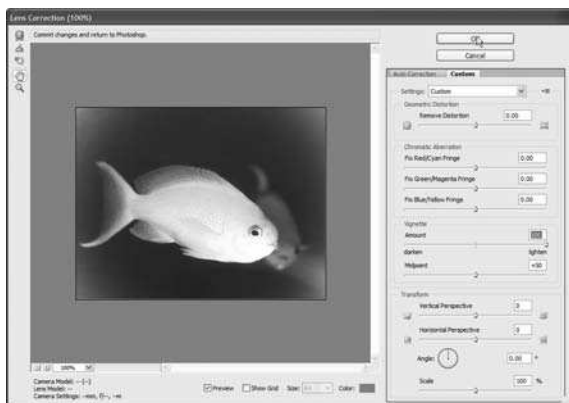 Lens Correction (100%)
Commit changes and return to Photoshop.
OK
Cancel
Auto Correction Custom
Settings: Custom
Geometric Distortion
Remove Distortion 0.00
Chromatic Aberration
Fix Red/Cyan Fringe 0.00
Fix Green/Magenta Fringe 0.00
Fix Blue/Yellow Fringe 0.00
Vignette
Amount
darken lighten
Midpoint +50
Transform
Vertical Perspective 0
Horizontal Perspective 0
Angle: 0.00 °
Scale 100 %
100%
Camera Model: -- (--)
Lens Model: --
Camera Settings: --mm, f/--, --m
Preview Show Grid Size: Color: